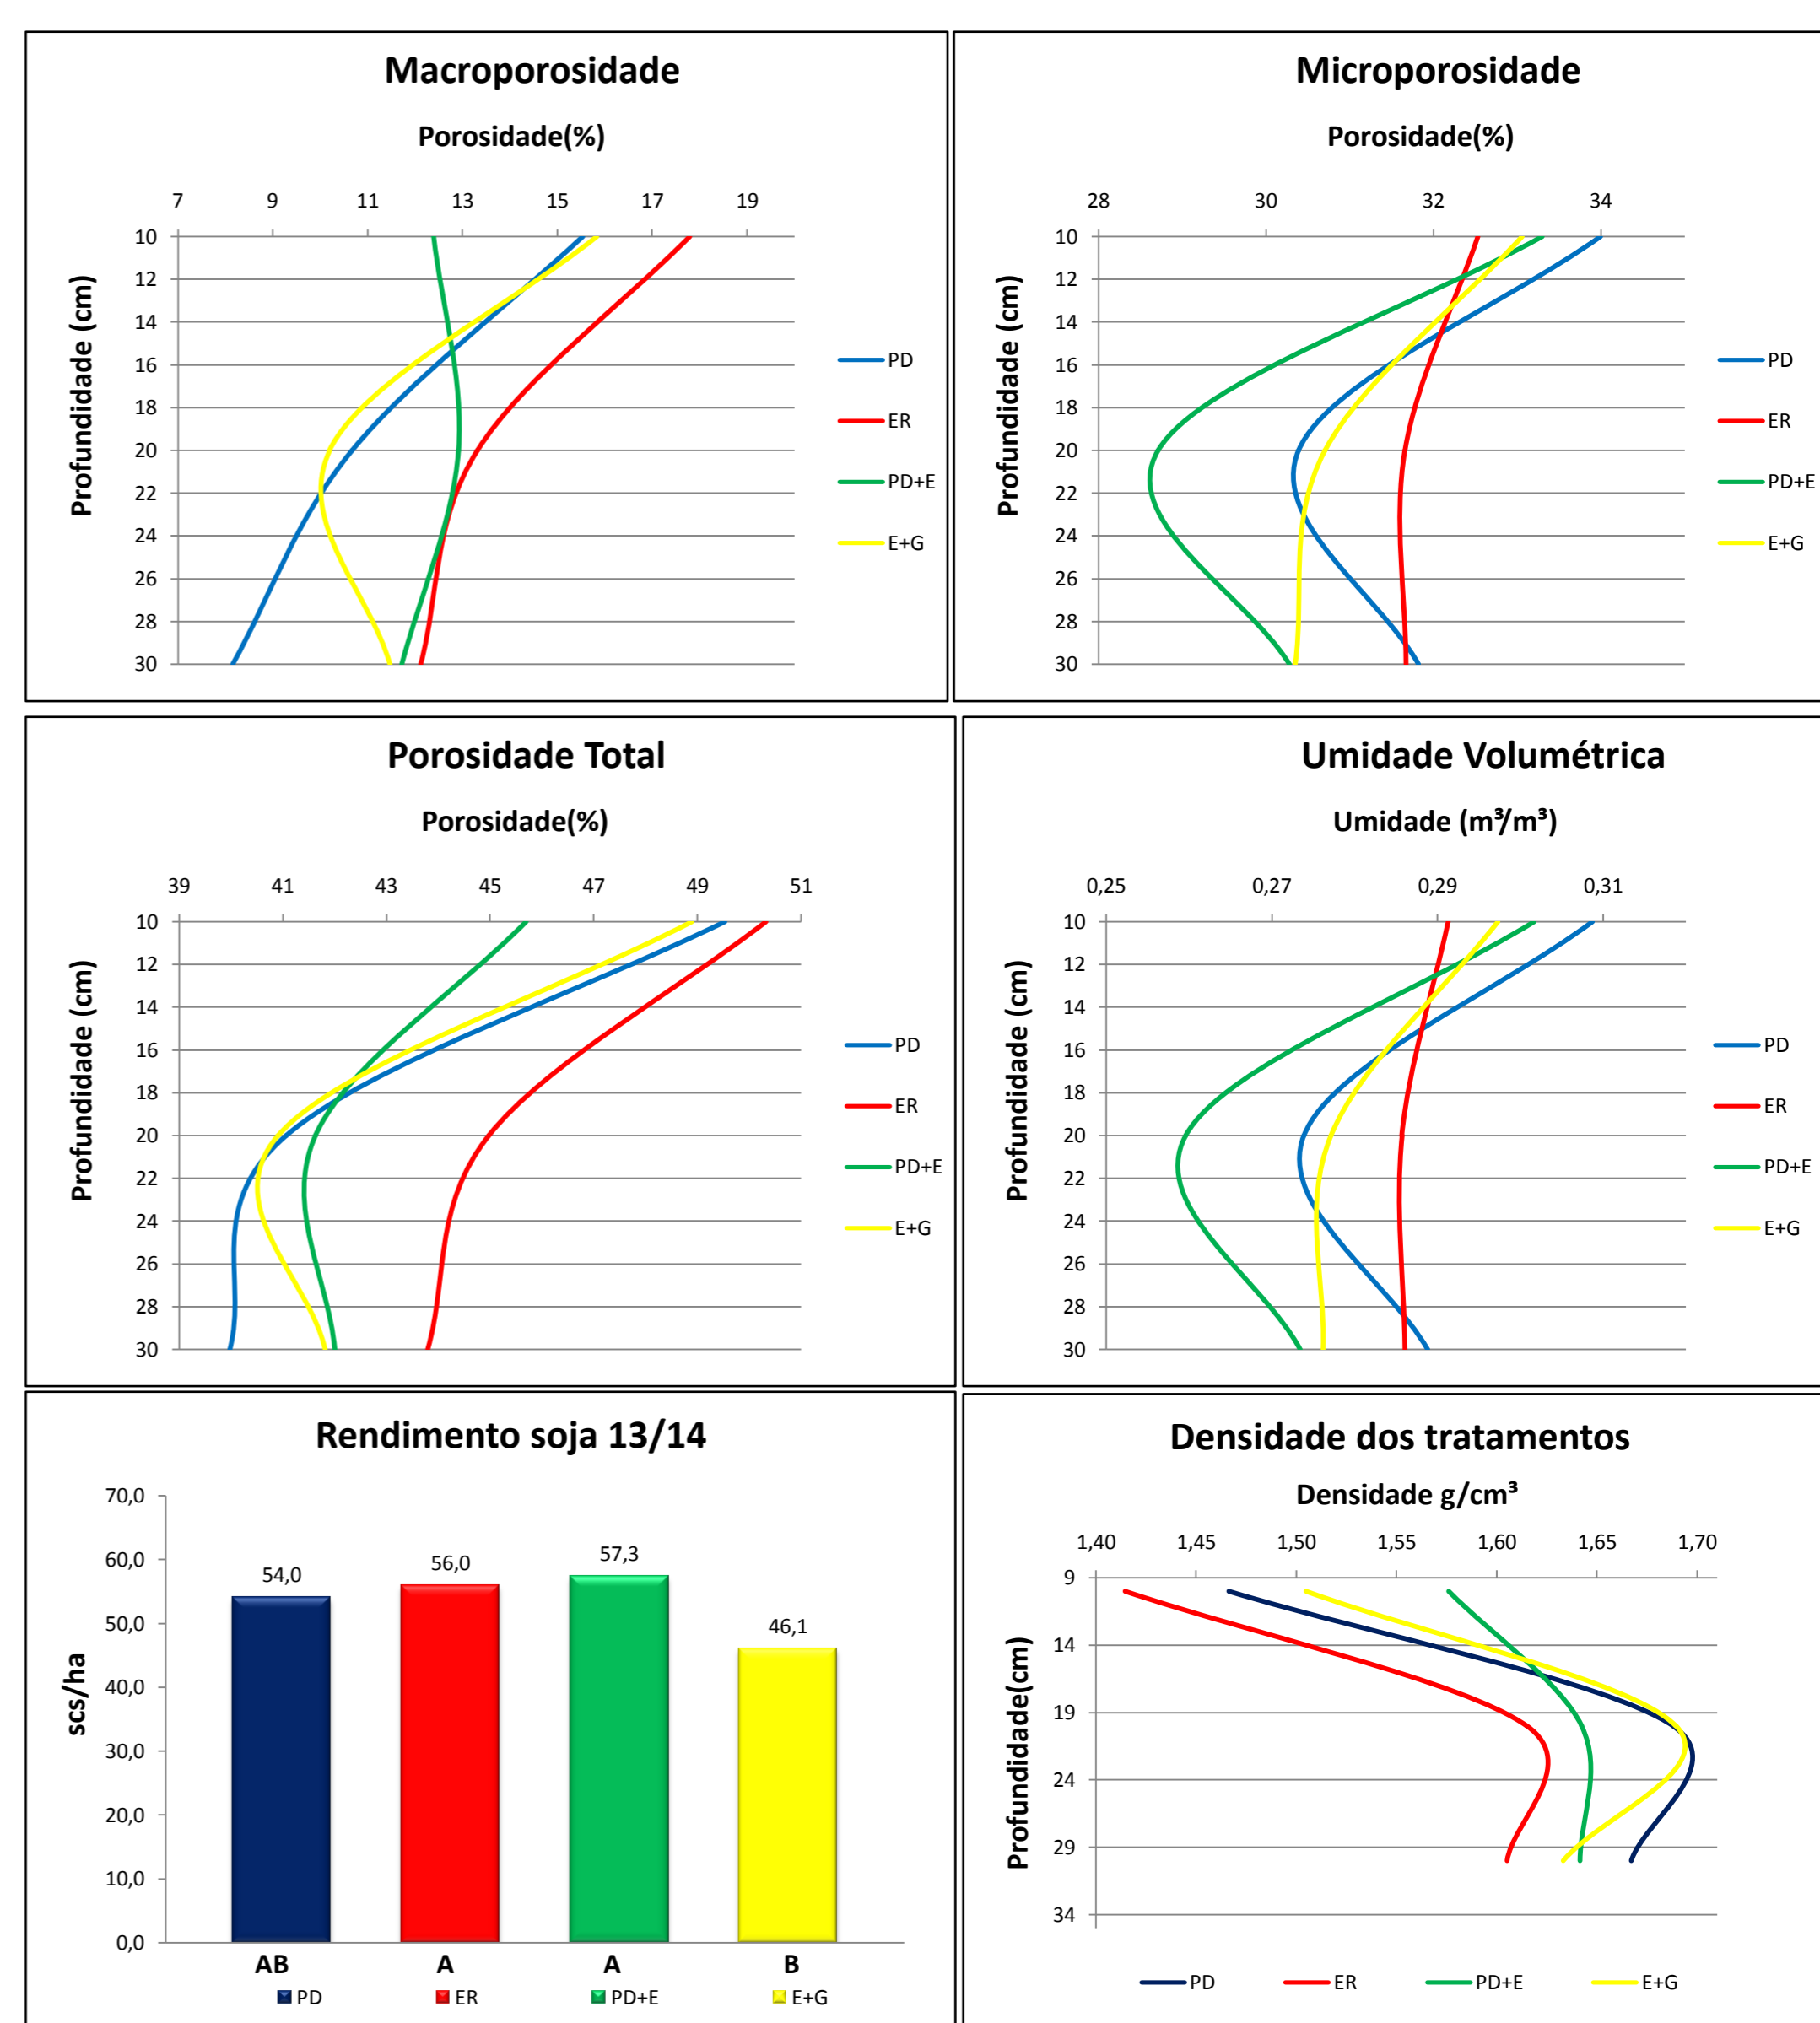 Macroporosidade
Porosidade(%)
7 9 11 13 15 17 19
10
12
14
16
18
20
22
24
26
28
30
Profundidade (cm)
PD
ER
PD+E
E+G
Microporosidade
Porosidade(%)
28 30 32 34
10
12
14
16
18
20
22
24
26
28
30
Profundidade (cm)
PD
ER
PD+E
E+G
Porosidade Total
Porosidade(%)
39 41 43 45 47 49 51
10
12
14
16
18
20
22
24
26
28
30
Profundidade (cm)
PD
ER
PD+E
E+G
Umidade Volumétrica
Umidade (m³/m³)
0,25 0,27 0,29 0,31
10
12
14
16
18
20
22
24
26
28
30
Profundidade (cm)
PD
ER
PD+E
E+G
Rendimento soja 13/14
70,0
60,0
50,0
40,0
30,0
20,0
10,0
0,0
scs/ha
54,0 56,0 57,3 46,1
AB A A B
PD ER PD+E E+G
Densidade dos tratamentos
Densidade g/cm³
1,40 1,45 1,50 1,55 1,60 1,65 1,70
9
14
19
24
29
34
Profundidade(cm)
PD ER PD+E E+G